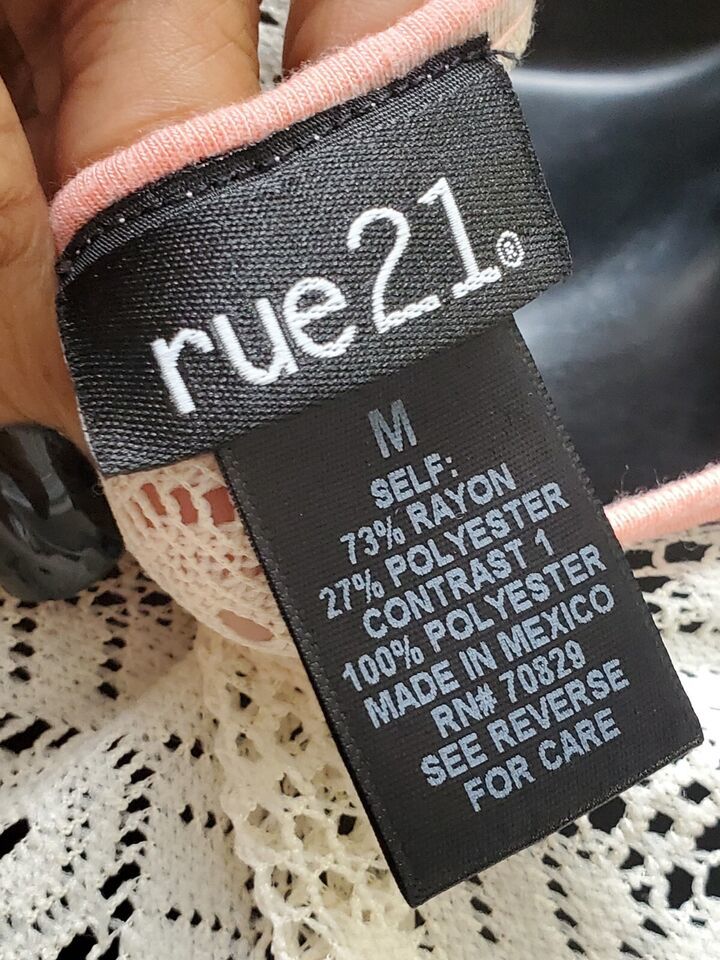 rue21®
M
SELF:
73% RAYON
27% POLYESTER
CONTRAST 1
100% POLYESTER
MADE IN MEXICO
RN# 70829
SEE REVERSE
FOR CARE